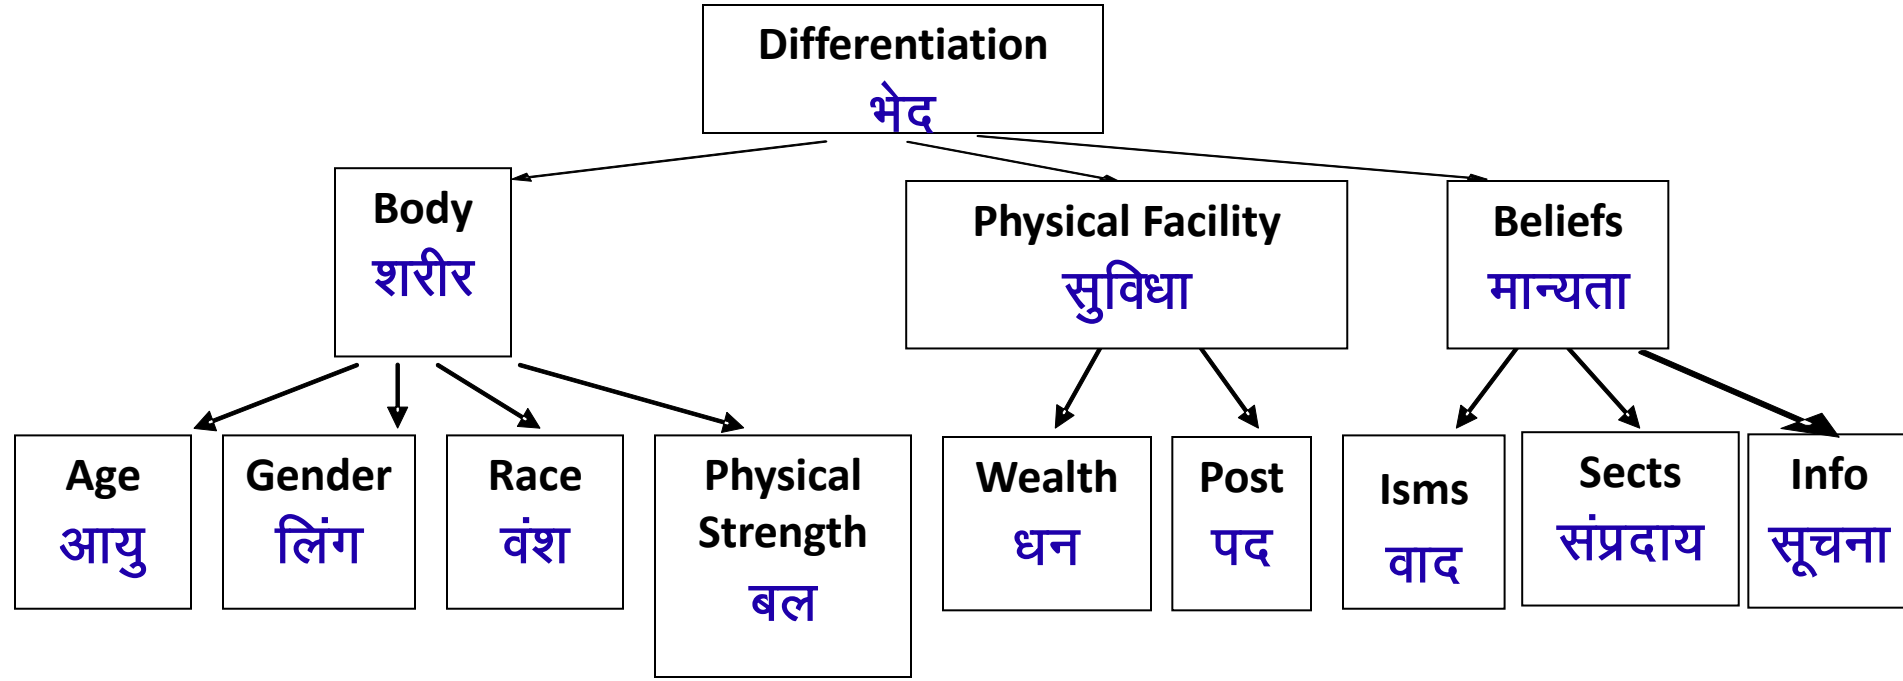 Differentiation
भेद
Body
शरीर
Physical Facility
सुविधा
Beliefs
मान्यता
Age
आयु
Gender
लिंग
Race
वंश
Physical
Strength
बल
Wealth
धन
Post
पद
Isms
वाद
Sects
संप्रदाय
Info
सूचना